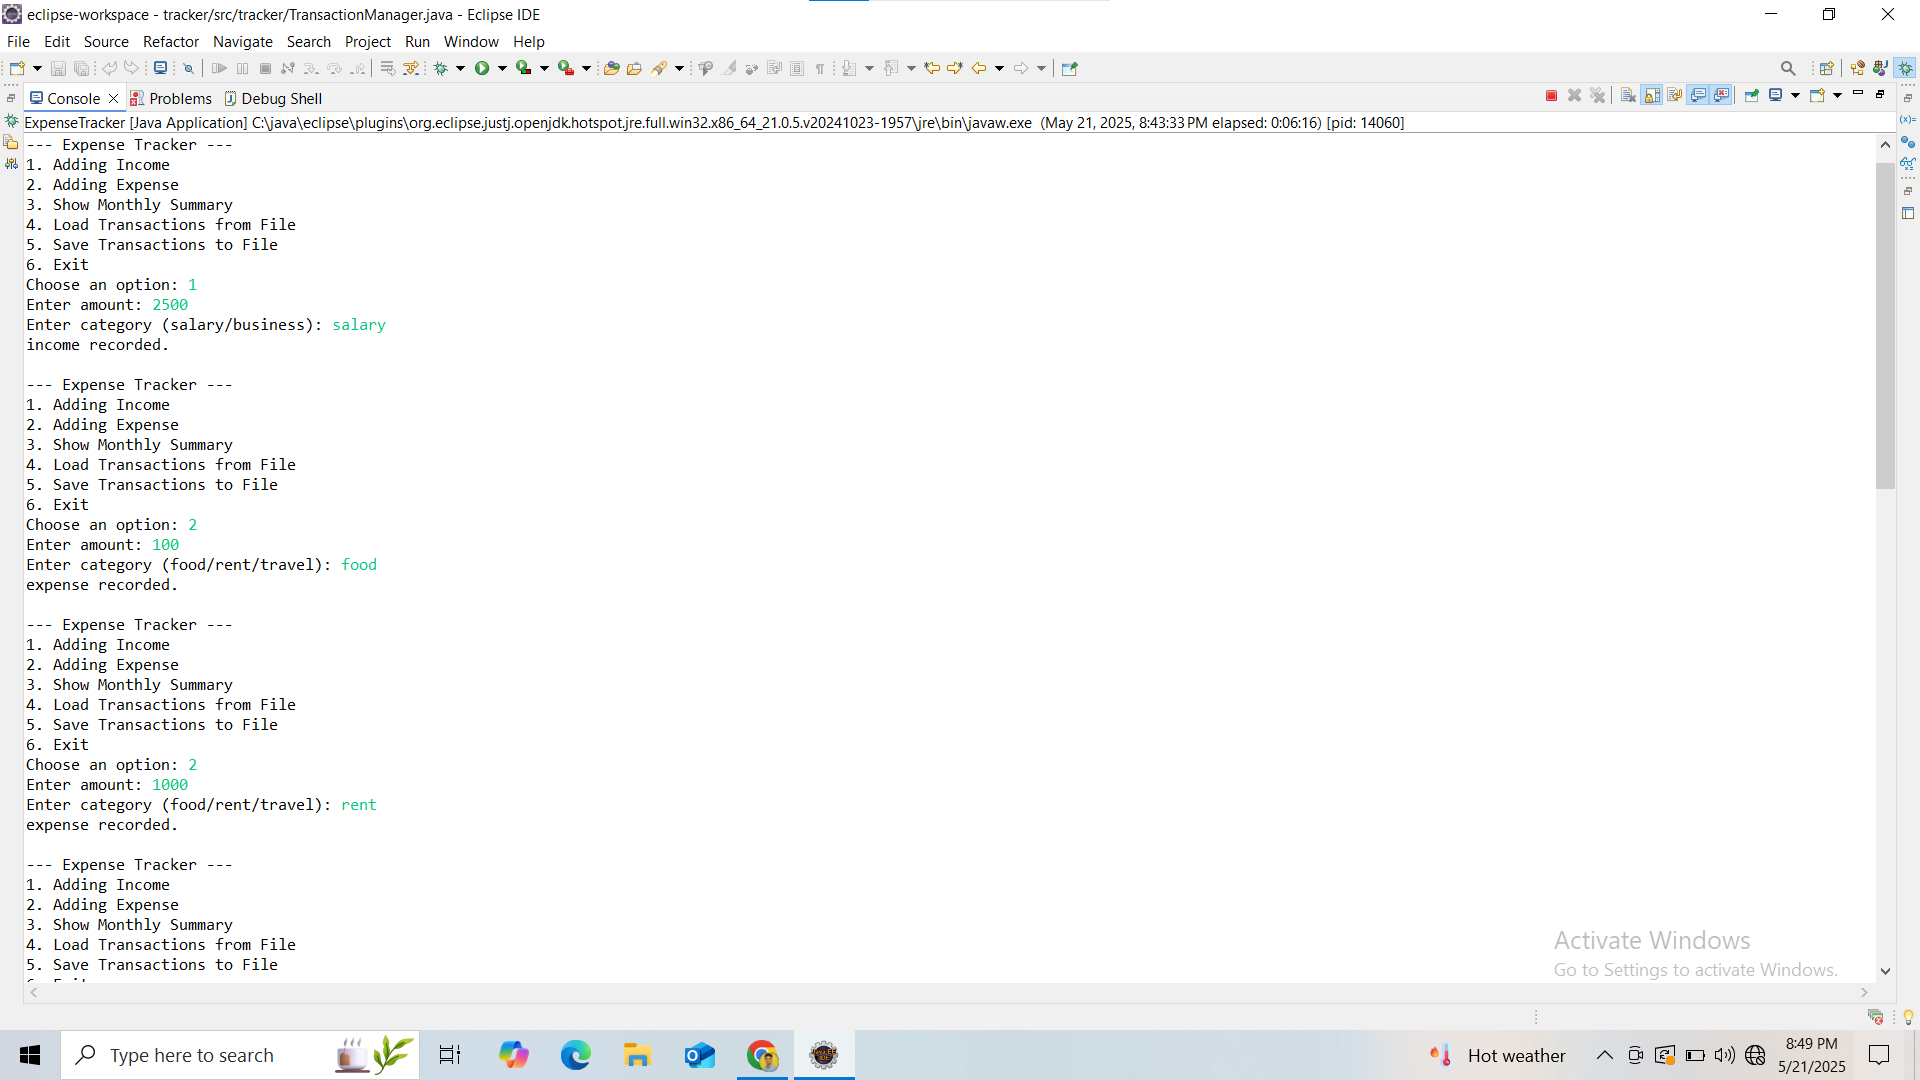 eclipse-workspace - tracker/src/tracker/TransactionManager.java - Eclipse IDE
File Edit Source Refactor Navigate Search Project Run Window Help
Console Problems Debug Shell
ExpenseTracker [Java Application] C:\java\eclipse\plugins\org.eclipse.justj.openjdk.hotspot.jre.full.win32.x86_64_21.0.5.v20241023-1957\jre\bin\javaw.exe (May 21, 2025, 8:43:33 PM elapsed: 0:06:16) [pid: 14060]
--- Expense Tracker ---
1. Adding Income
2. Adding Expense
3. Show Monthly Summary
4. Load Transactions from File
5. Save Transactions to File
6. Exit
Choose an option: 1
Enter amount: 2500
Enter category (salary/business): salary
income recorded.
--- Expense Tracker ---
1. Adding Income
2. Adding Expense
3. Show Monthly Summary
4. Load Transactions from File
5. Save Transactions to File
6. Exit
Choose an option: 2
Enter amount: 100
Enter category (food/rent/travel): food
expense recorded.
--- Expense Tracker ---
1. Adding Income
2. Adding Expense
3. Show Monthly Summary
4. Load Transactions from File
5. Save Transactions to File
6. Exit
Choose an option: 2
Enter amount: 1000
Enter category (food/rent/travel): rent
expense recorded.
--- Expense Tracker ---
1. Adding Income
2. Adding Expense
3. Show Monthly Summary
4. Load Transactions from File
5. Save Transactions to File
Activate Windows
Go to Settings to activate Windows.
Type here to search
Hot weather
8:49 PM
5/21/2025